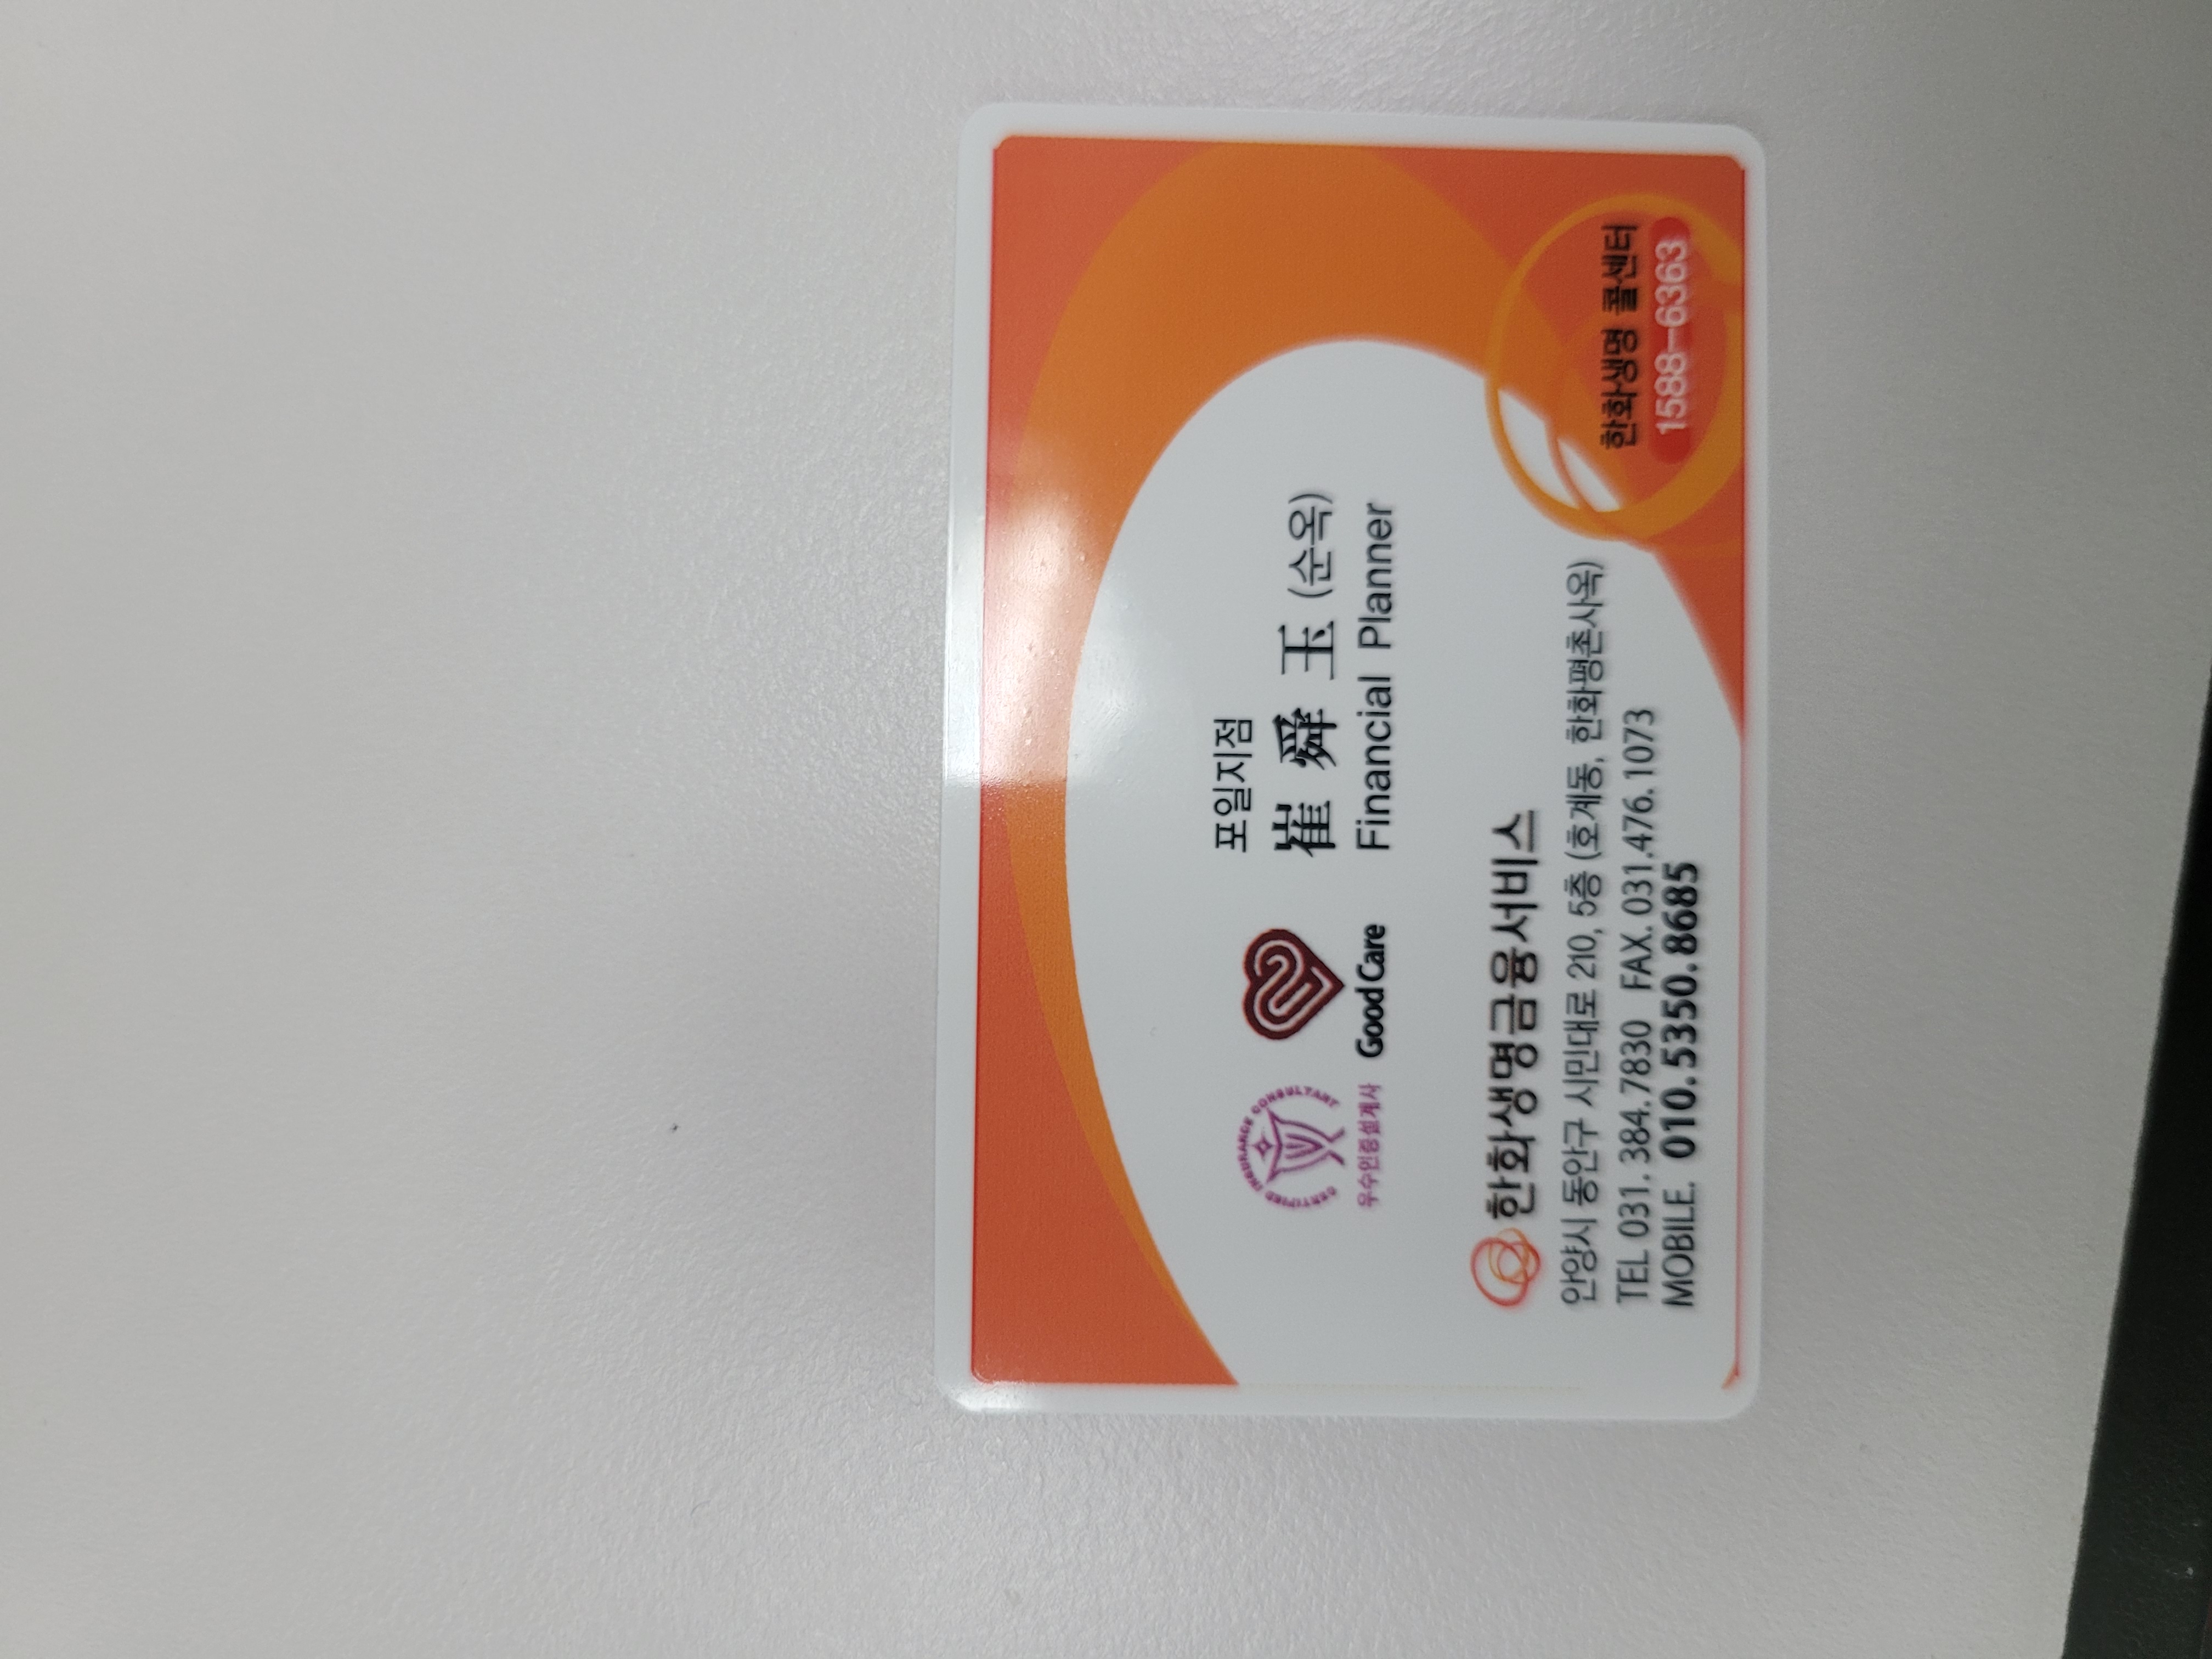 포일지점
崔舜玉 (순옥)
Financial Planner
CERTIFIED INSURANCE CONSULTANT
우수인증설계사
Good Care
한화생명금융서비스
안양시 동안구 시민대로 210, 5층 (호계동, 한화평촌사옥)
TEL 031. 384.7830 FAX. 031.476.1073
MOBILE. 010.5350.8685
한화생명 콜센터
1588-6363